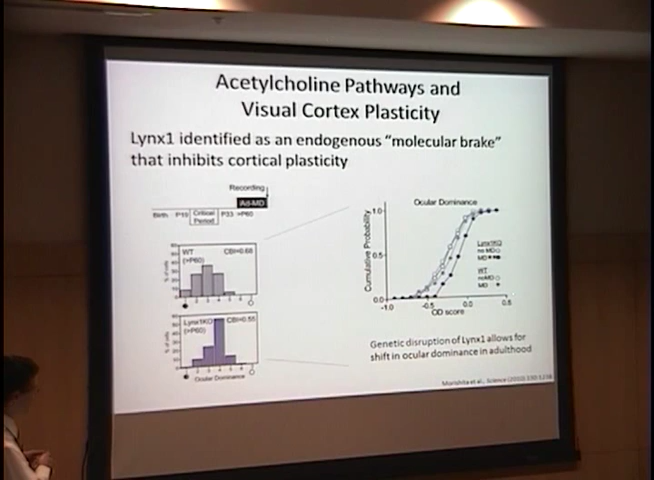 Acetylcholine Pathways and
Visual Cortex Plasticity
Lynx1 identified as an endogenous "molecular brake"
that inhibits cortical plasticity
Recording
Ad-MD
Birth P19 Critical Period P33 >P60
WT CBI=0.68
(>P60)
% of cells
Lynx1KO CBI=0.55
(>P60)
% of cells
Ocular Dominance
Ocular Dominance
Cumulative Probability
1.0
0.5
0.0
-1.0 -0.5 0.0 0.5
OD score
Lynx1KO
no MD
MD
WT
no MD
MD
Genetic disruption of Lynx1 allows for
shift in ocular dominance in adulthood
Morishita et al., Science (2010) 330:1238